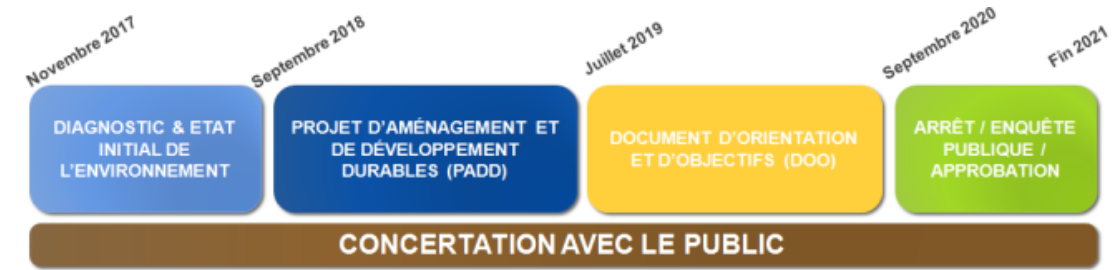 Novembre 2017
Septembre 2018
Juillet 2019
Septembre 2020
Fin 2021
DIAGNOSTIC & ETAT
INITIAL DE
L'ENVIRONNEMENT
PROJET D'AMÉNAGEMENT ET
DE DÉVELOPPEMENT
DURABLES (PADD)
DOCUMENT D'ORIENTATION
ET D'OBJECTIFS (DOO)
ARRÊT / ENQUÊTE
PUBLIQUE /
APPROBATION
CONCERTATION AVEC LE PUBLIC